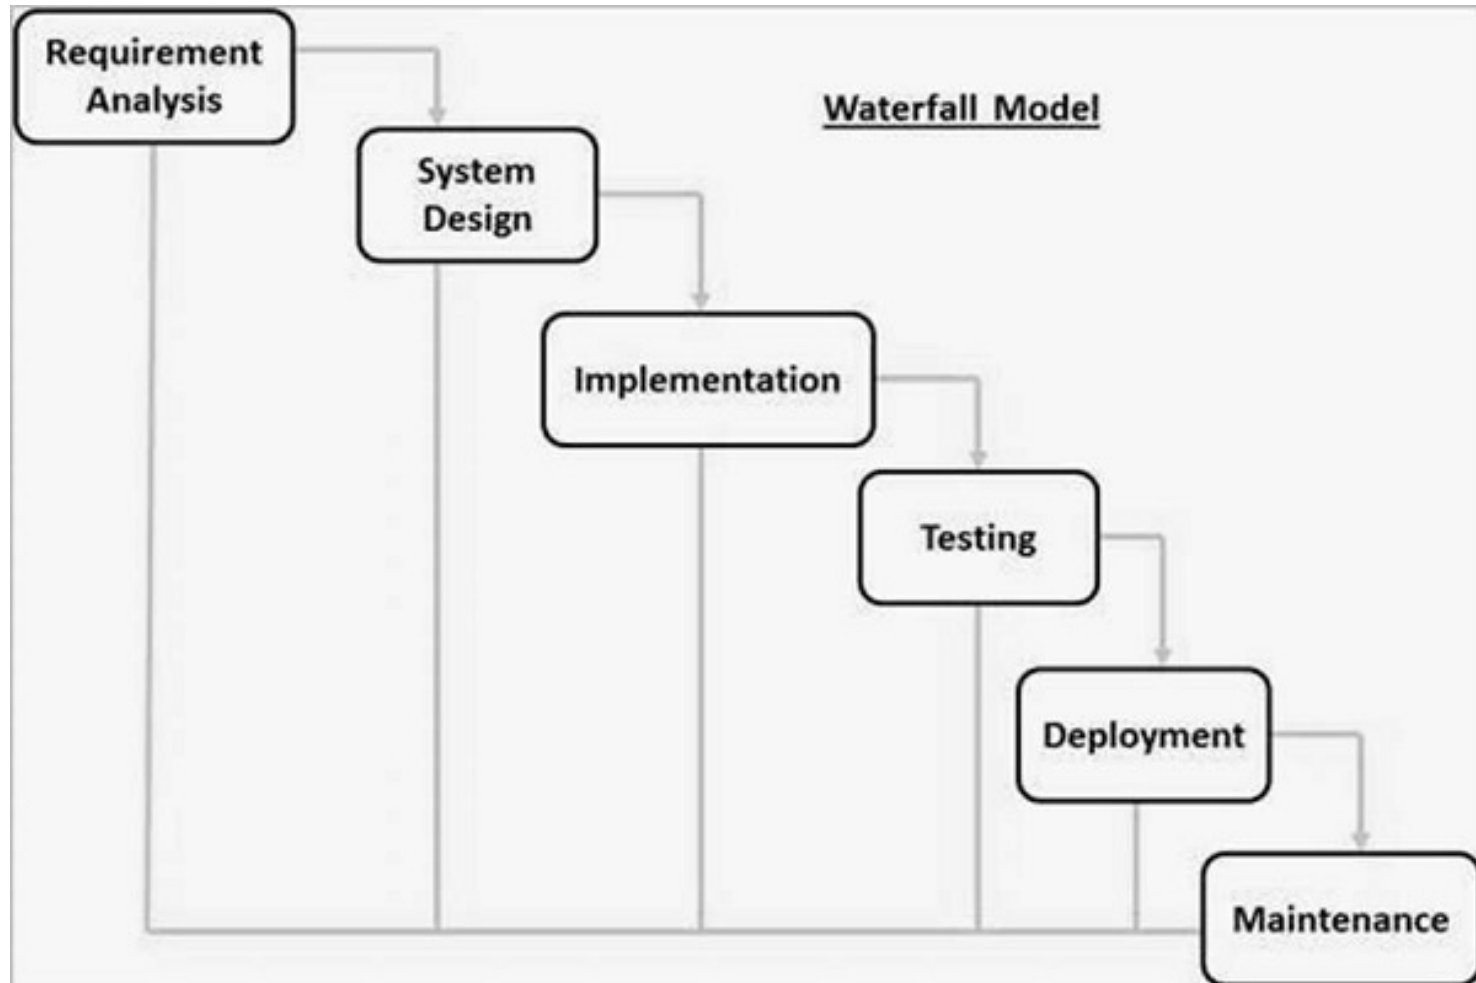 Requirement
Analysis
Waterfall Model
System
Design
Implementation
Testing
Deployment
Maintenance